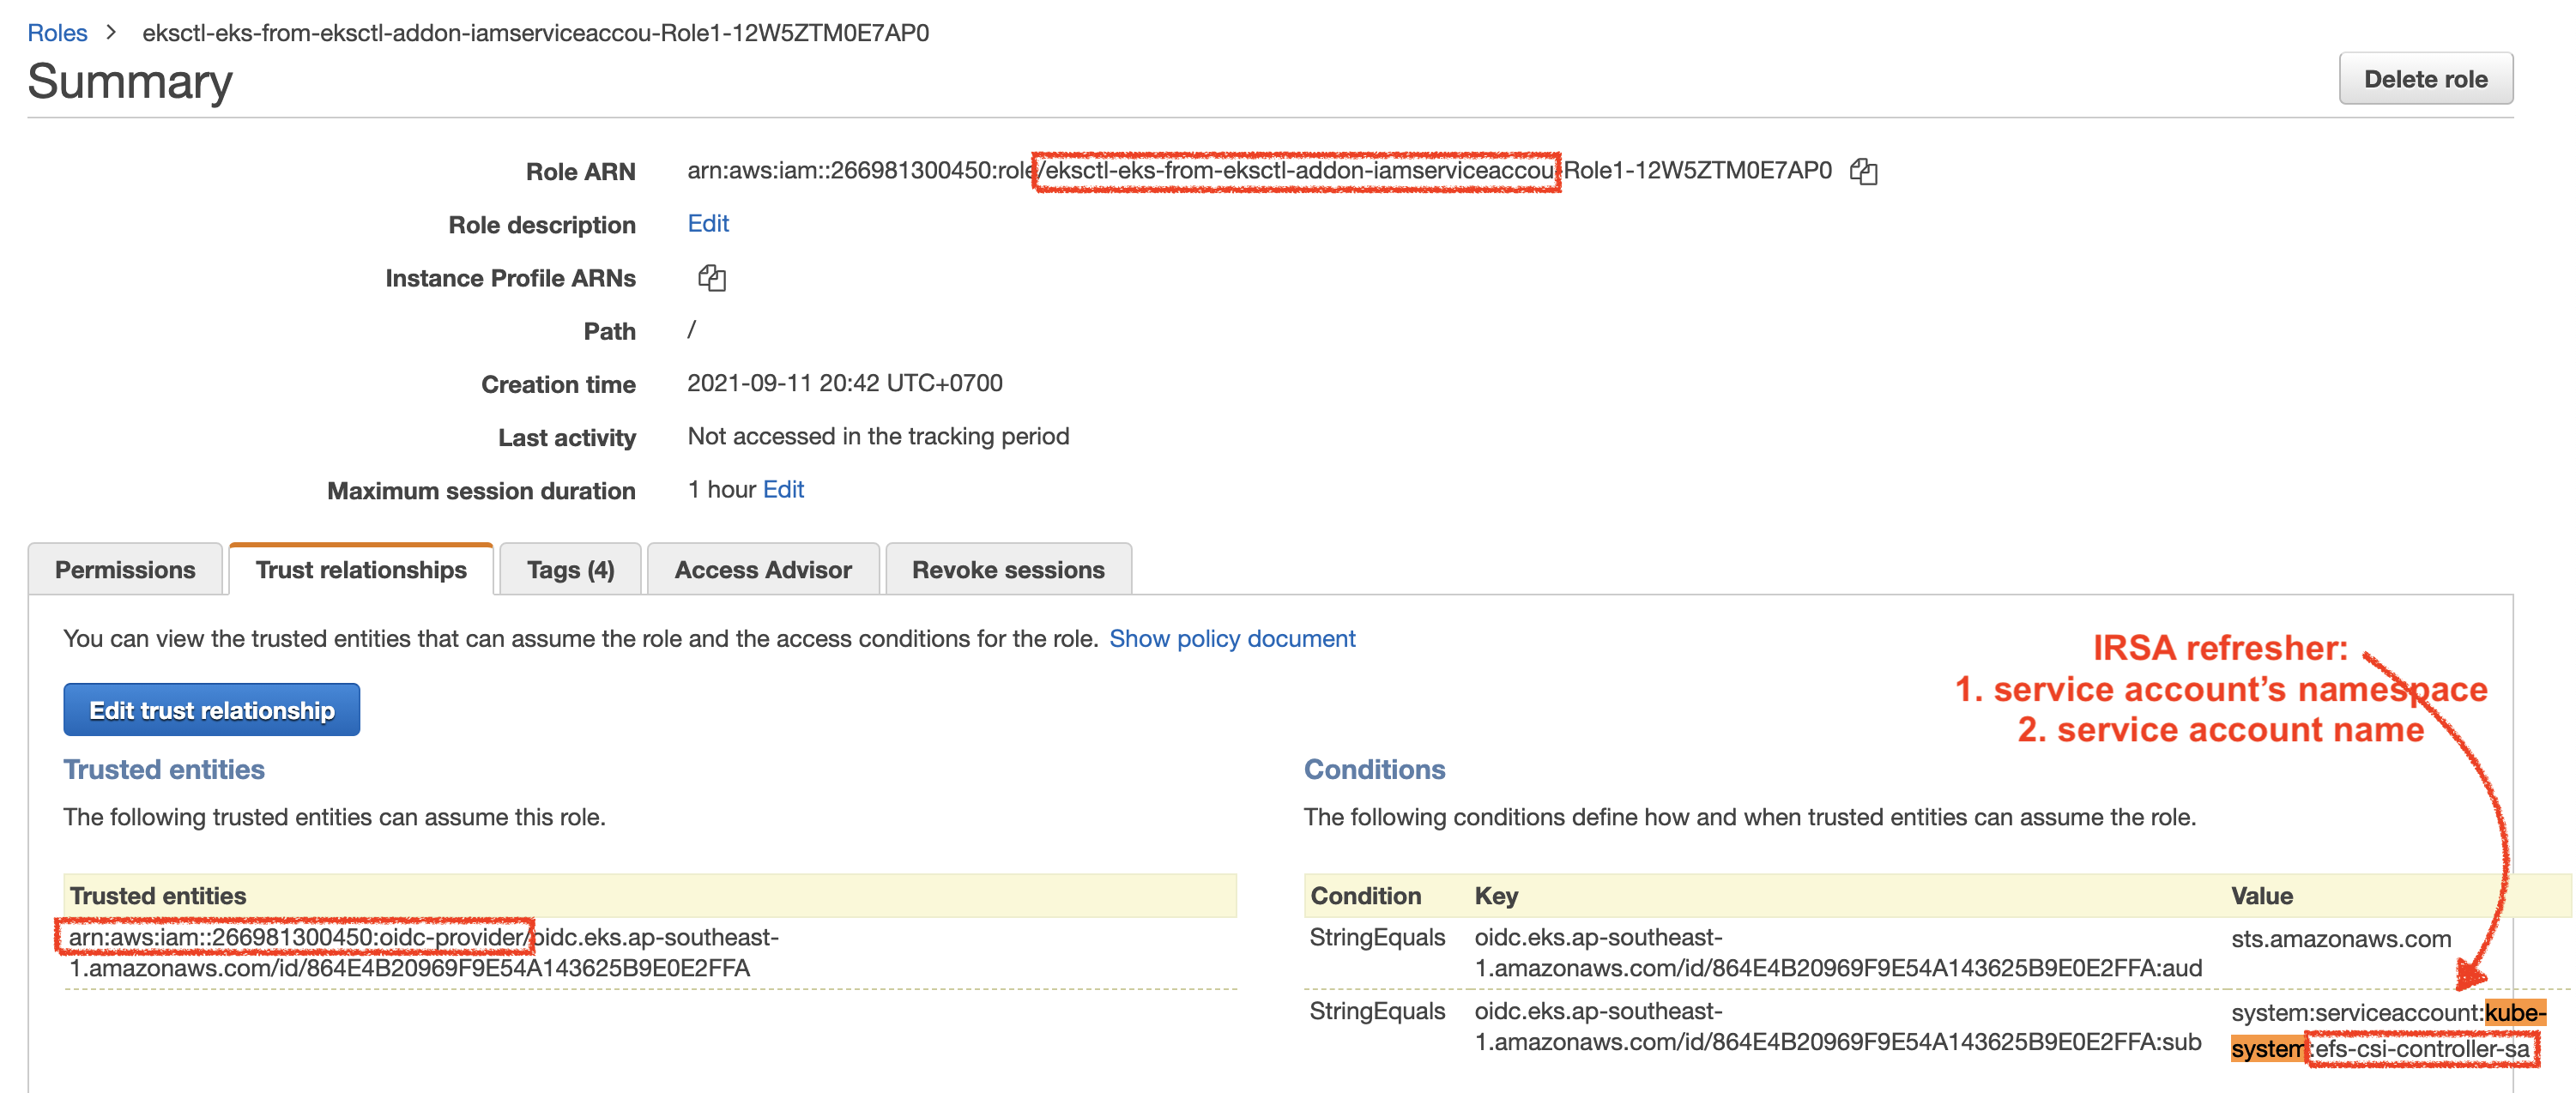 Roles > eksctl-eks-from-eksctl-addon-iamserviceaccou-Role1-12W5ZTM0E7AP0
Summary
Delete role
Role ARN arn:aws:iam::266981300450:role/eksctl-eks-from-eksctl-addon-iamserviceaccou-Role1-12W5ZTM0E7AP0
Role description Edit
Instance Profile ARNs
Path /
Creation time 2021-09-11 20:42 UTC+0700
Last activity Not accessed in the tracking period
Maximum session duration 1 hour Edit
Permissions Trust relationships Tags (4) Access Advisor Revoke sessions
You can view the trusted entities that can assume the role and the access conditions for the role. Show policy document
IRSA refresher:
1. service account's namespace
2. service account name
Edit trust relationship
Trusted entities
The following trusted entities can assume this role.
Trusted entities
arn:aws:iam::266981300450:oidc-provider/oidc.eks.ap-southeast-
1.amazonaws.com/id/864E4B20969F9E54A143625B9E0E2FFA
Conditions
The following conditions define how and when trusted entities can assume the role.
Condition Key Value
StringEquals oidc.eks.ap-southeast- sts.amazonaws.com
1.amazonaws.com/id/864E4B20969F9E54A143625B9E0E2FFA:aud
StringEquals oidc.eks.ap-southeast- system:serviceaccount:kube-
1.amazonaws.com/id/864E4B20969F9E54A143625B9E0E2FFA:sub system:efs-csi-controller-sa